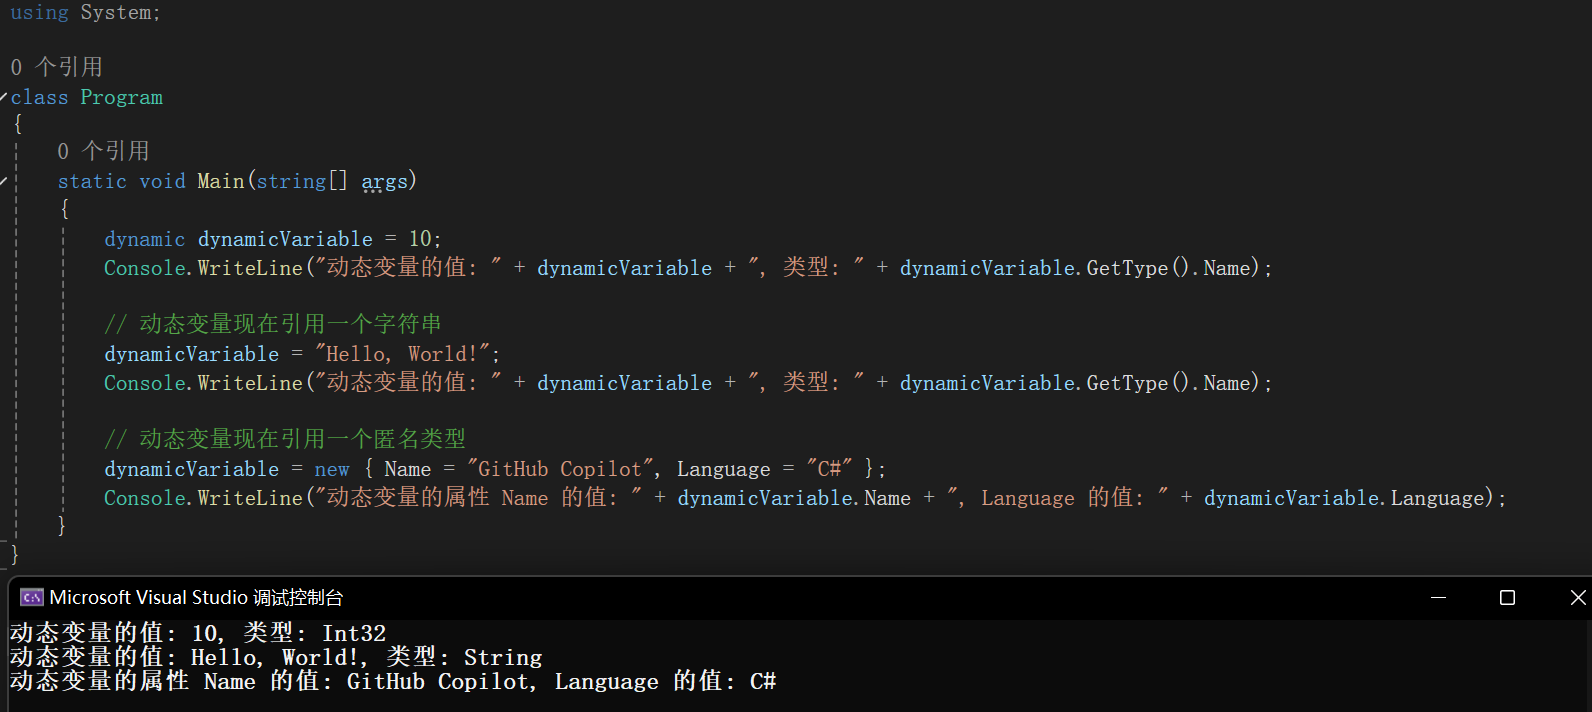 using System;
0 个引用
class Program
{
0 个引用
static void Main(string[] args)
{
dynamic dynamicVariable = 10;
Console.WriteLine("动态变量的值: " + dynamicVariable + ", 类型: " + dynamicVariable.GetType().Name);
// 动态变量现在引用一个字符串
dynamicVariable = "Hello, World!";
Console.WriteLine("动态变量的值: " + dynamicVariable + ", 类型: " + dynamicVariable.GetType().Name);
// 动态变量现在引用一个匿名类型
dynamicVariable = new { Name = "GitHub Copilot", Language = "C#" };
Console.WriteLine("动态变量的属性 Name 的值: " + dynamicVariable.Name + ", Language 的值: " + dynamicVariable.Language);
}
}
C:\ Microsoft Visual Studio 调试控制台
动态变量的值: 10, 类型: Int32
动态变量的值: Hello, World!, 类型: String
动态变量的属性 Name 的值: GitHub Copilot, Language 的值: C#